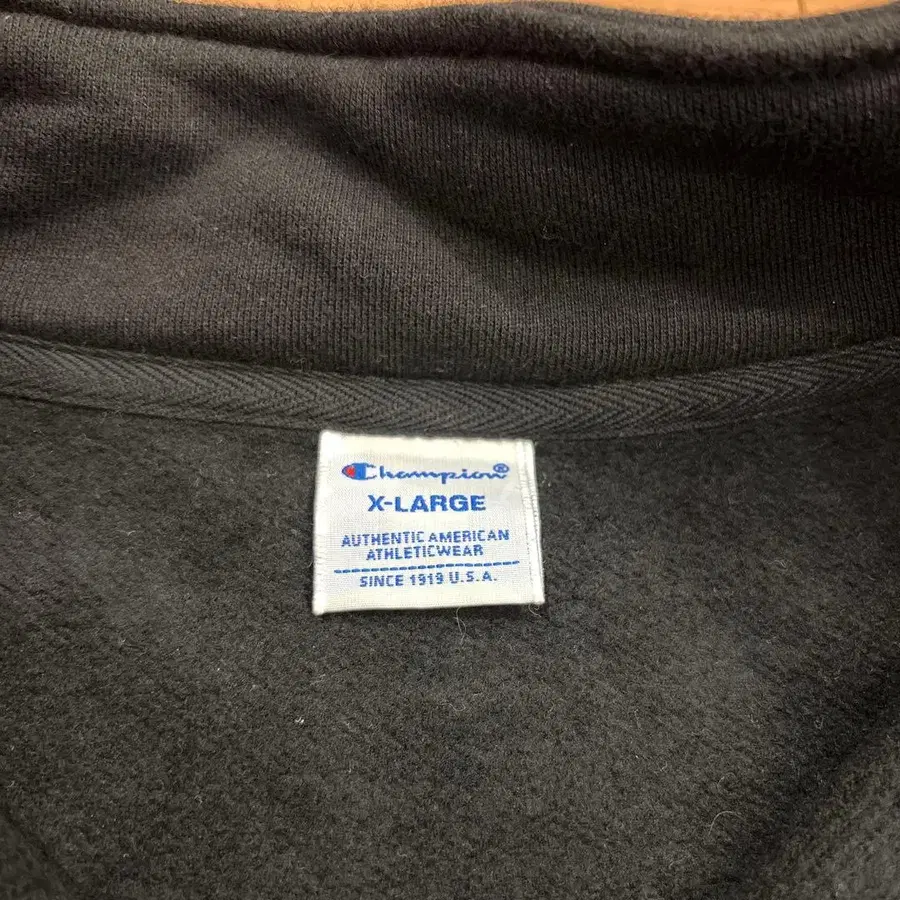 Champion®
X-LARGE
AUTHENTIC AMERICAN
ATHLETICWEAR
SINCE 1919 U.S.A.